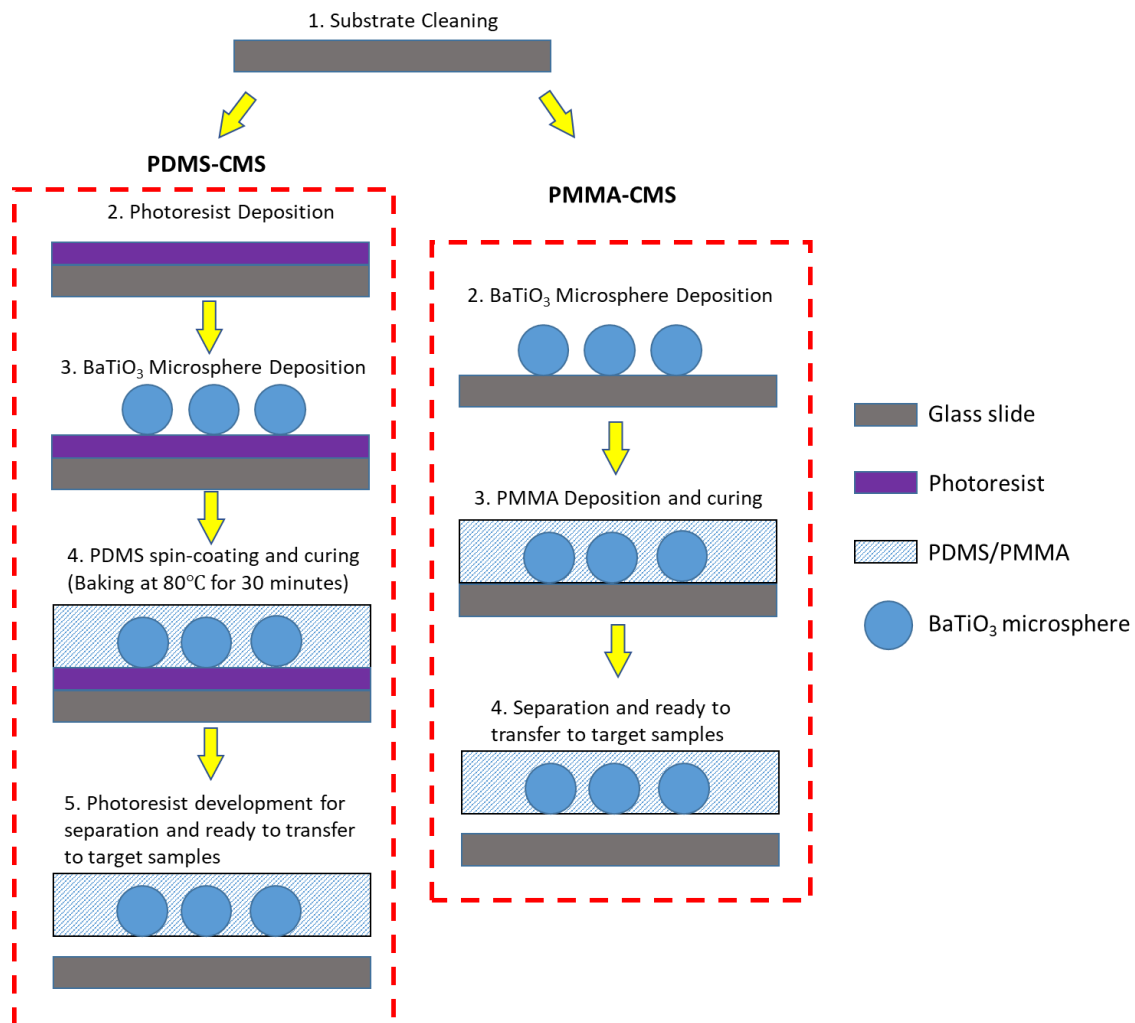 1. Substrate Cleaning
PDMS-CMS
2. Photoresist Deposition
3. BaTiO₃ Microsphere Deposition
4. PDMS spin-coating and curing
(Baking at 80℃ for 30 minutes)
5. Photoresist development for
separation and ready to transfer
to target samples
PMMA-CMS
2. BaTiO₃ Microsphere Deposition
3. PMMA Deposition and curing
4. Separation and ready to
transfer to target samples
Glass slide
Photoresist
PDMS/PMMA
BaTiO₃ microsphere